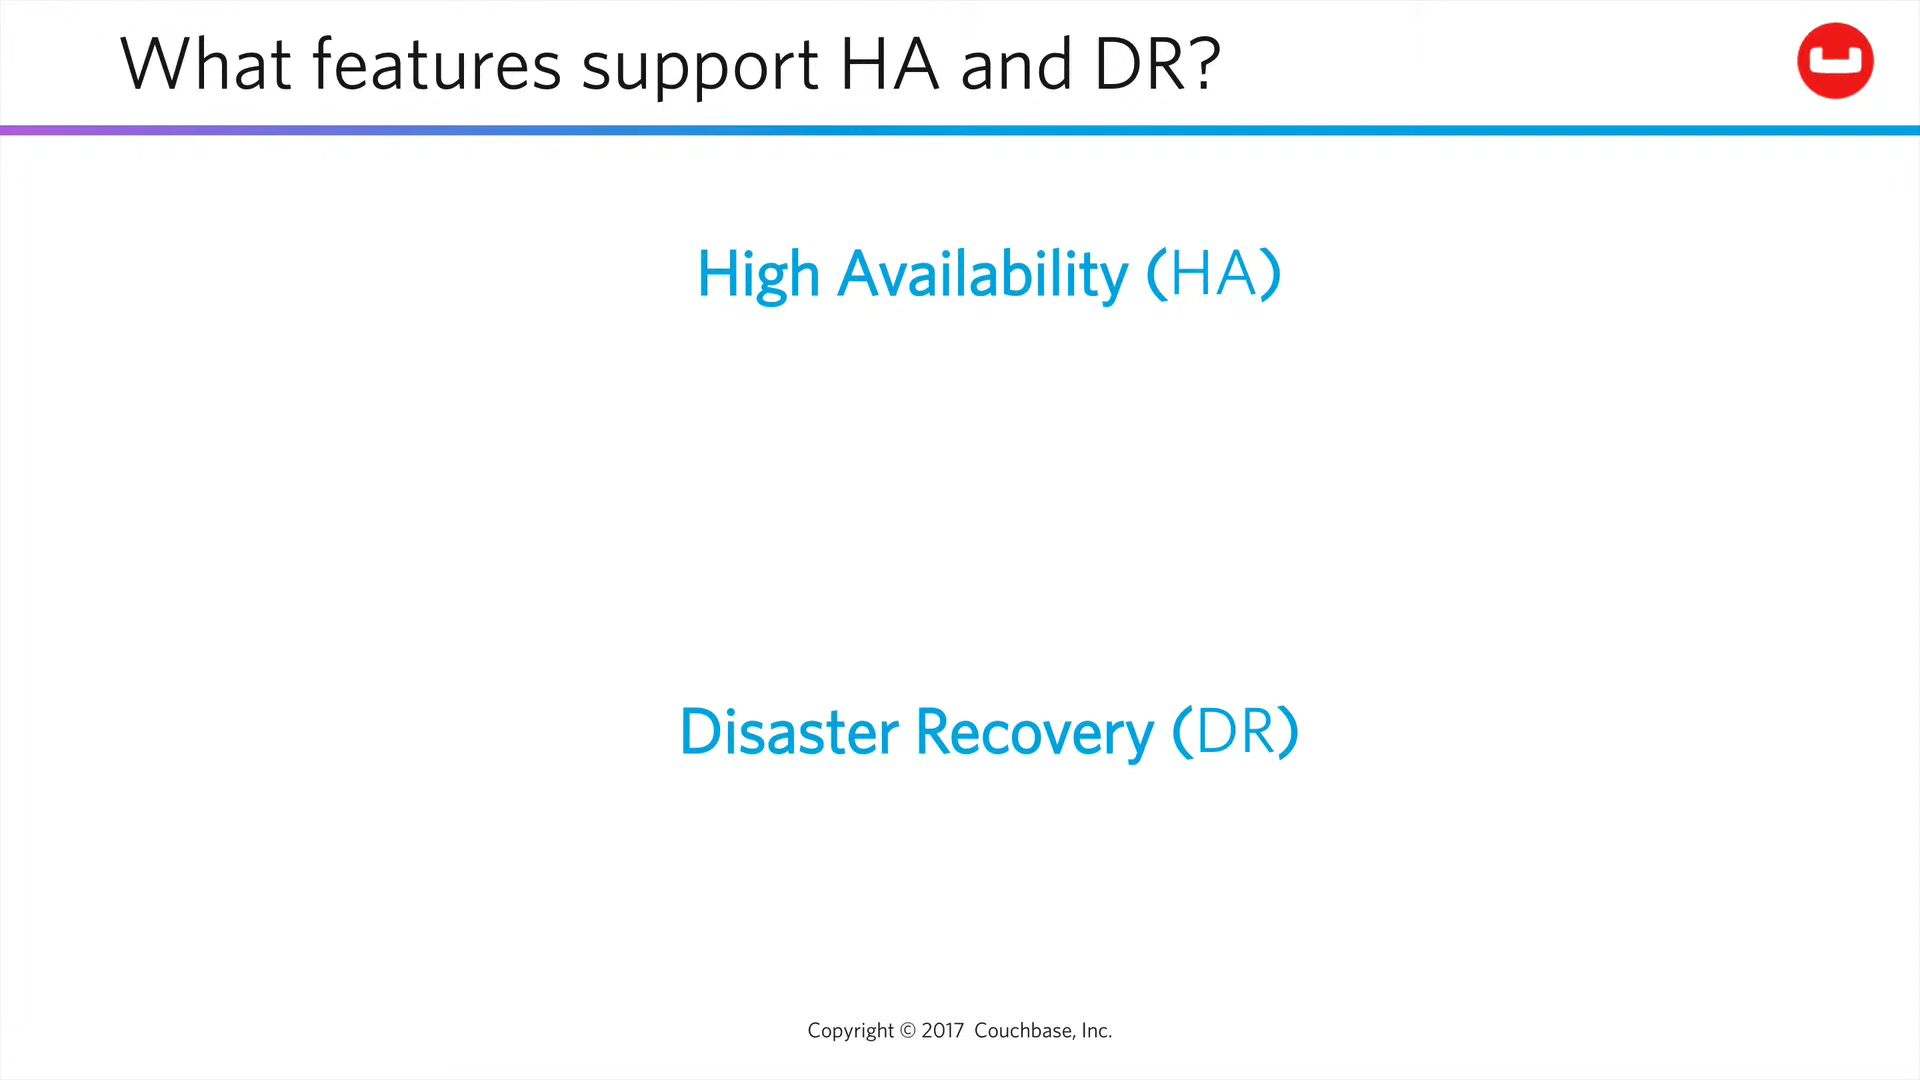 What features support HA and DR?
High Availability (HA)
Disaster Recovery (DR)
Copyright © 2017 Couchbase, Inc.